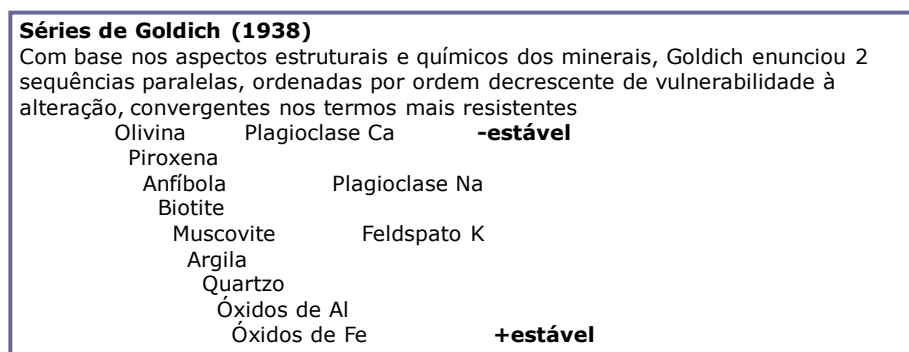 Séries de Goldich (1938)
Com base nos aspectos estruturais e químicos dos minerais, Goldich enunciou 2
sequências paralelas, ordenadas por ordem decrescente de vulnerabilidade à
alteração, convergentes nos termos mais resistentes
Olivina Plagioclase Ca -estável
Piroxena
Anfíbola Plagioclase Na
Biotite
Muscovite Feldspato K
Argila
Quartzo
Óxidos de Al
Óxidos de Fe +estável